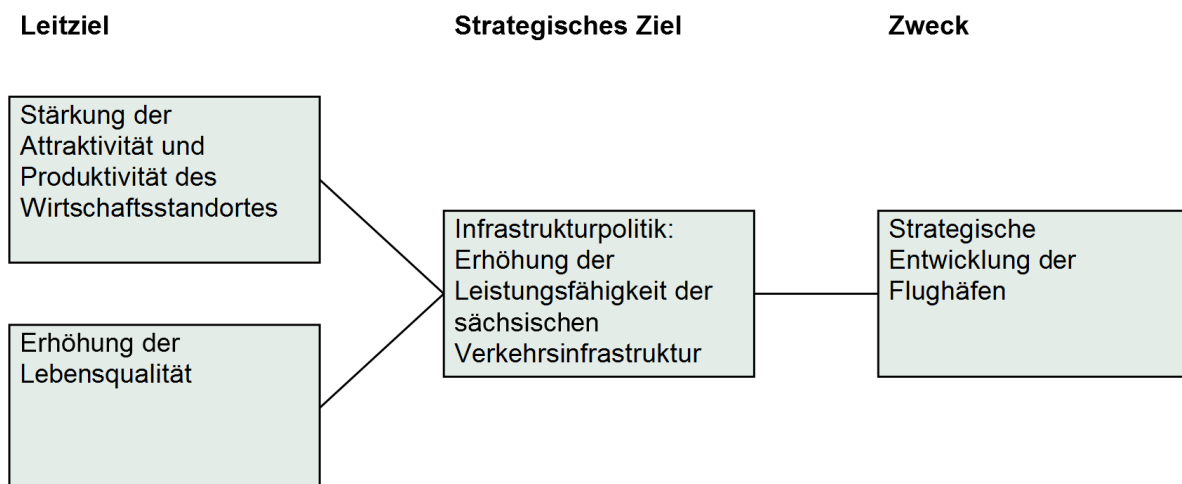 Leitziel
Strategisches Ziel
Zweck
Stärkung der
Attraktivität und
Produktivität des
Wirtschaftsstandortes
Erhöhung der
Lebensqualität
Infrastrukturpolitik:
Erhöhung der
Leistungsfähigkeit der
sächsischen
Verkehrsinfrastruktur
Strategische
Entwicklung der
Flughäfen